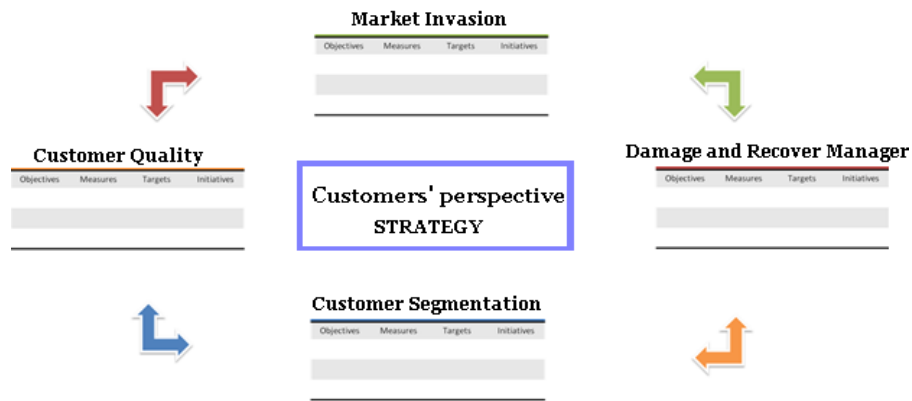 Market Invasion
Objectives Measures Targets Initiatives
Customer Quality
Objectives Measures Targets Initiatives
Customers' perspective
STRATEGY
Damage and Recover Manager
Objectives Measures Targets Initiatives
Customer Segmentation
Objectives Measures Targets Initiatives